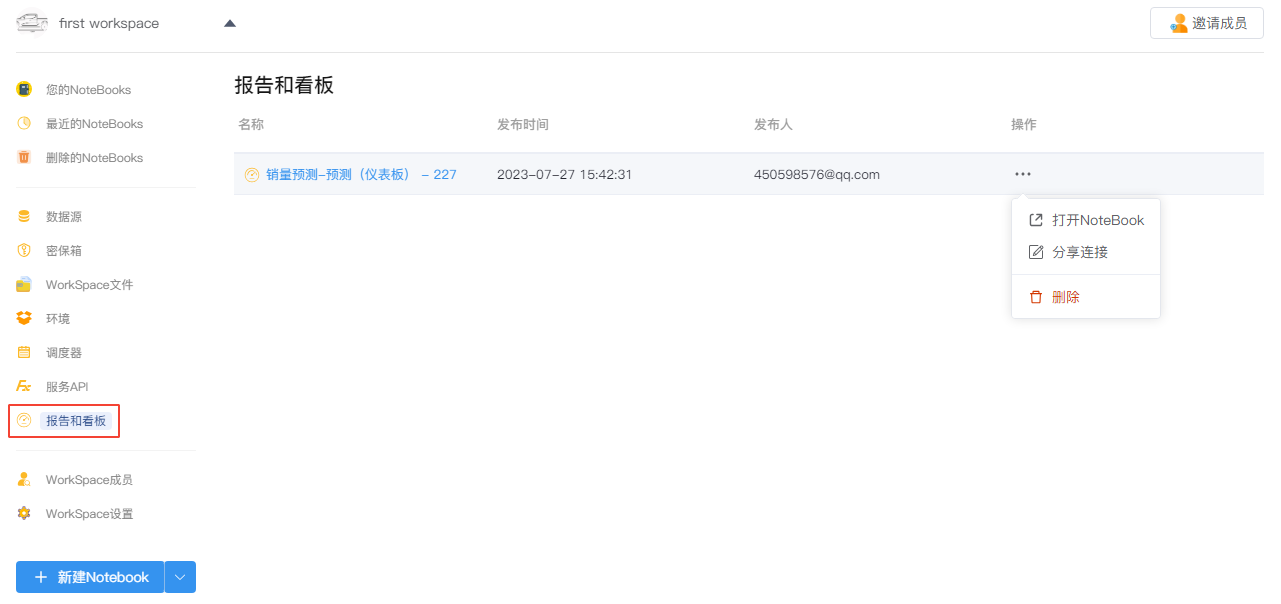 first workspace
邀请成员
您的NoteBooks
最近的NoteBooks
删除的NoteBooks
数据源
密保箱
WorkSpace文件
环境
调度器
服务API
报告和看板
WorkSpace成员
WorkSpace设置
新建Notebook
报告和看板
名称 发布时间 发布人 操作
销量预测-预测（仪表板） - 227 2023-07-27 15:42:31 450598576@qq.com
打开NoteBook
分享连接
删除